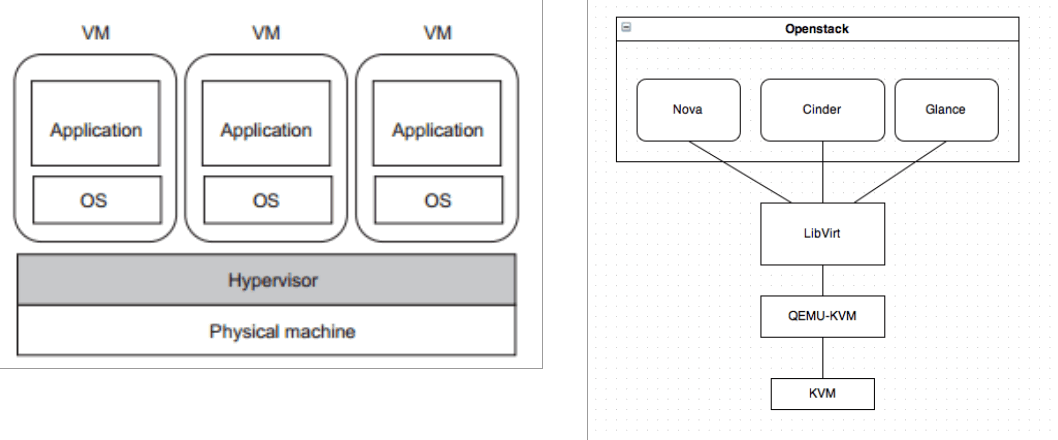 VM VM VM
Application Application Application
OS OS OS
Hypervisor
Physical machine
Openstack
Nova Cinder Glance
LibVirt
QEMU-KVM
KVM